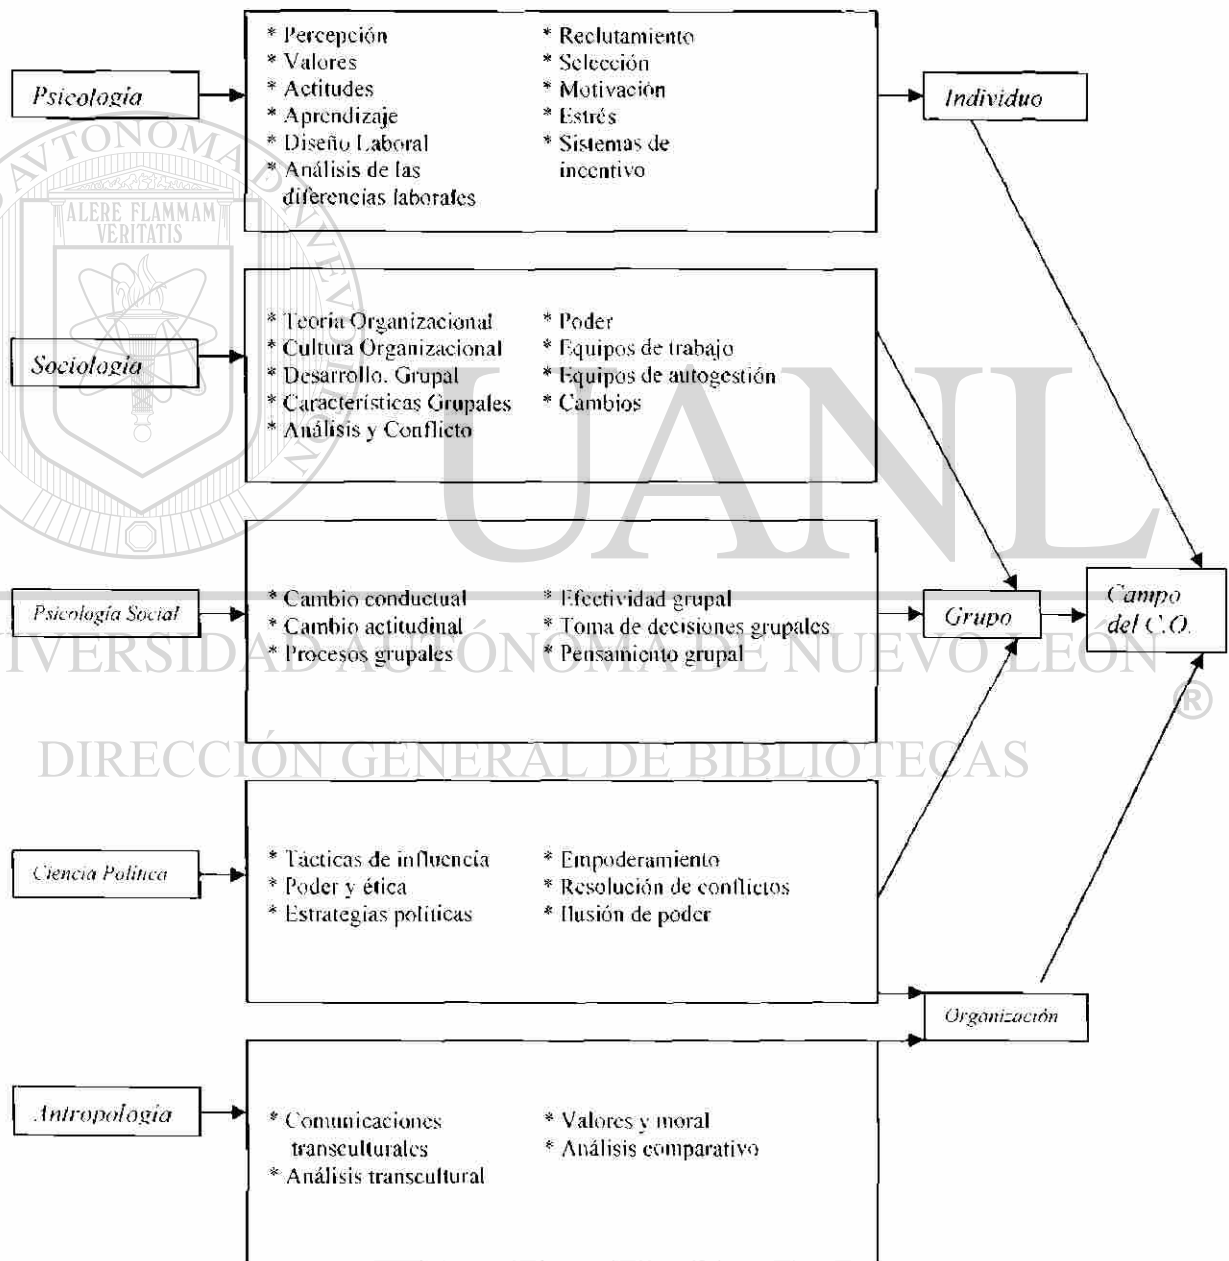 * Percepción
* Valores
* Actitudes
* Aprendizaje
* Diseño Laboral
* Análisis de las
diferencias laborales
* Reclutamiento
* Selección
* Motivación
* Estrés
* Sistemas de
incentivo
Psicología
Individuo
ALERE FLAMMAM
VERITATIS
* Teoría Organizacional
* Cultura Organizacional
* Desarrollo. Grupal
* Características Grupales
* Análisis y Conflicto
* Poder
* Equipos de trabajo
* Equipos de autogestión
* Cambios
Sociología
UANL
Psicología Social
* Cambio conductual
* Cambio actitudinal
* Procesos grupales
* Efectividad grupal
* Toma de decisiones grupales
* Pensamiento grupal
Grupo
Campo
del C.O.
IVERSIDAD AUTÓNOMA DE NUEVO LEÓN
®
DIRECCIÓN GENERAL DE BIBLIOTECAS
Ciencia Política
* Tácticas de influencia
* Poder y ética
* Estrategias políticas
* Empoderamiento
* Resolución de conflictos
* Ilusión de poder
Organización
Antropología
* Comunicaciones
transculturales
* Análisis transcultural
* Valores y moral
* Análisis comparativo